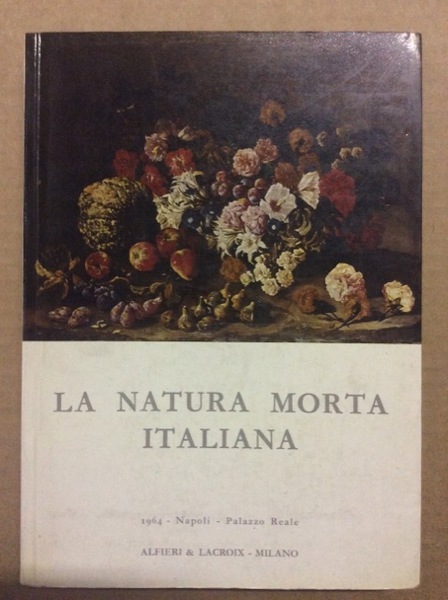 LA NATURA MORTA
ITALIANA
1964 - Napoli - Palazzo Reale
ALFIERI & LACROIX - MILANO